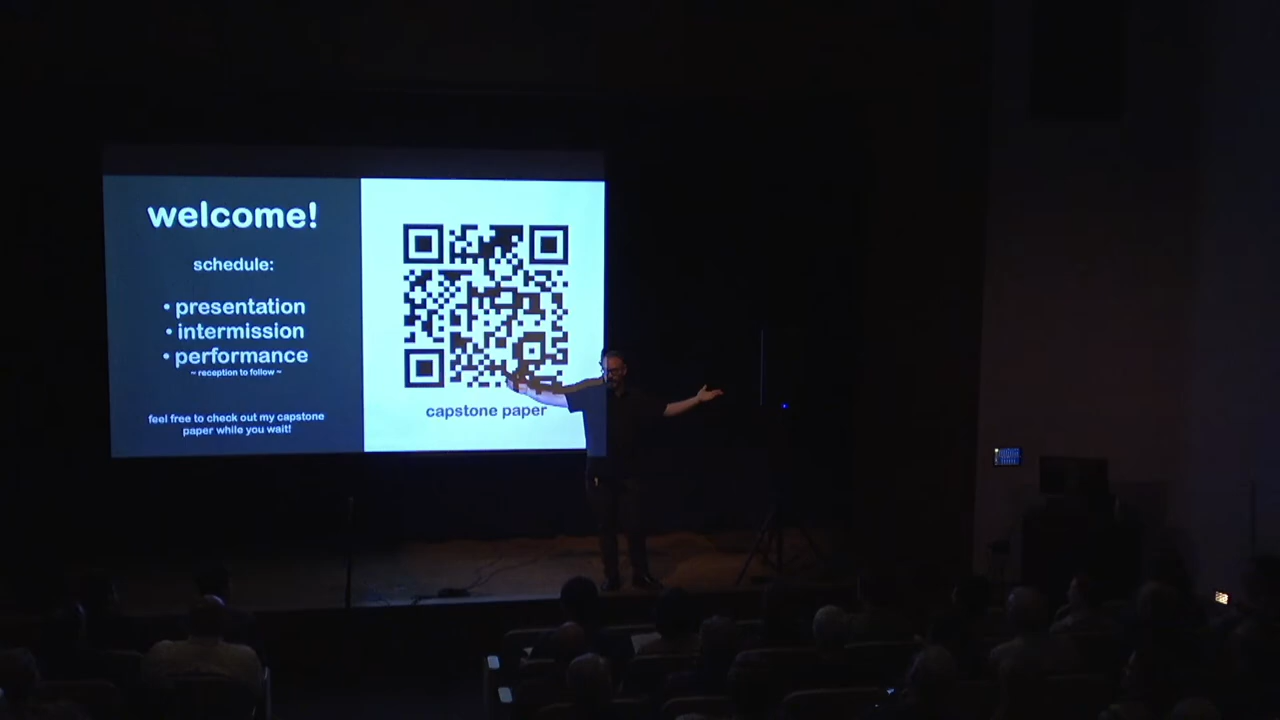 welcome!
schedule:
• presentation
• intermission
• performance
~ reception to follow ~
feel free to check out my capstone
paper while you wait!
capstone paper